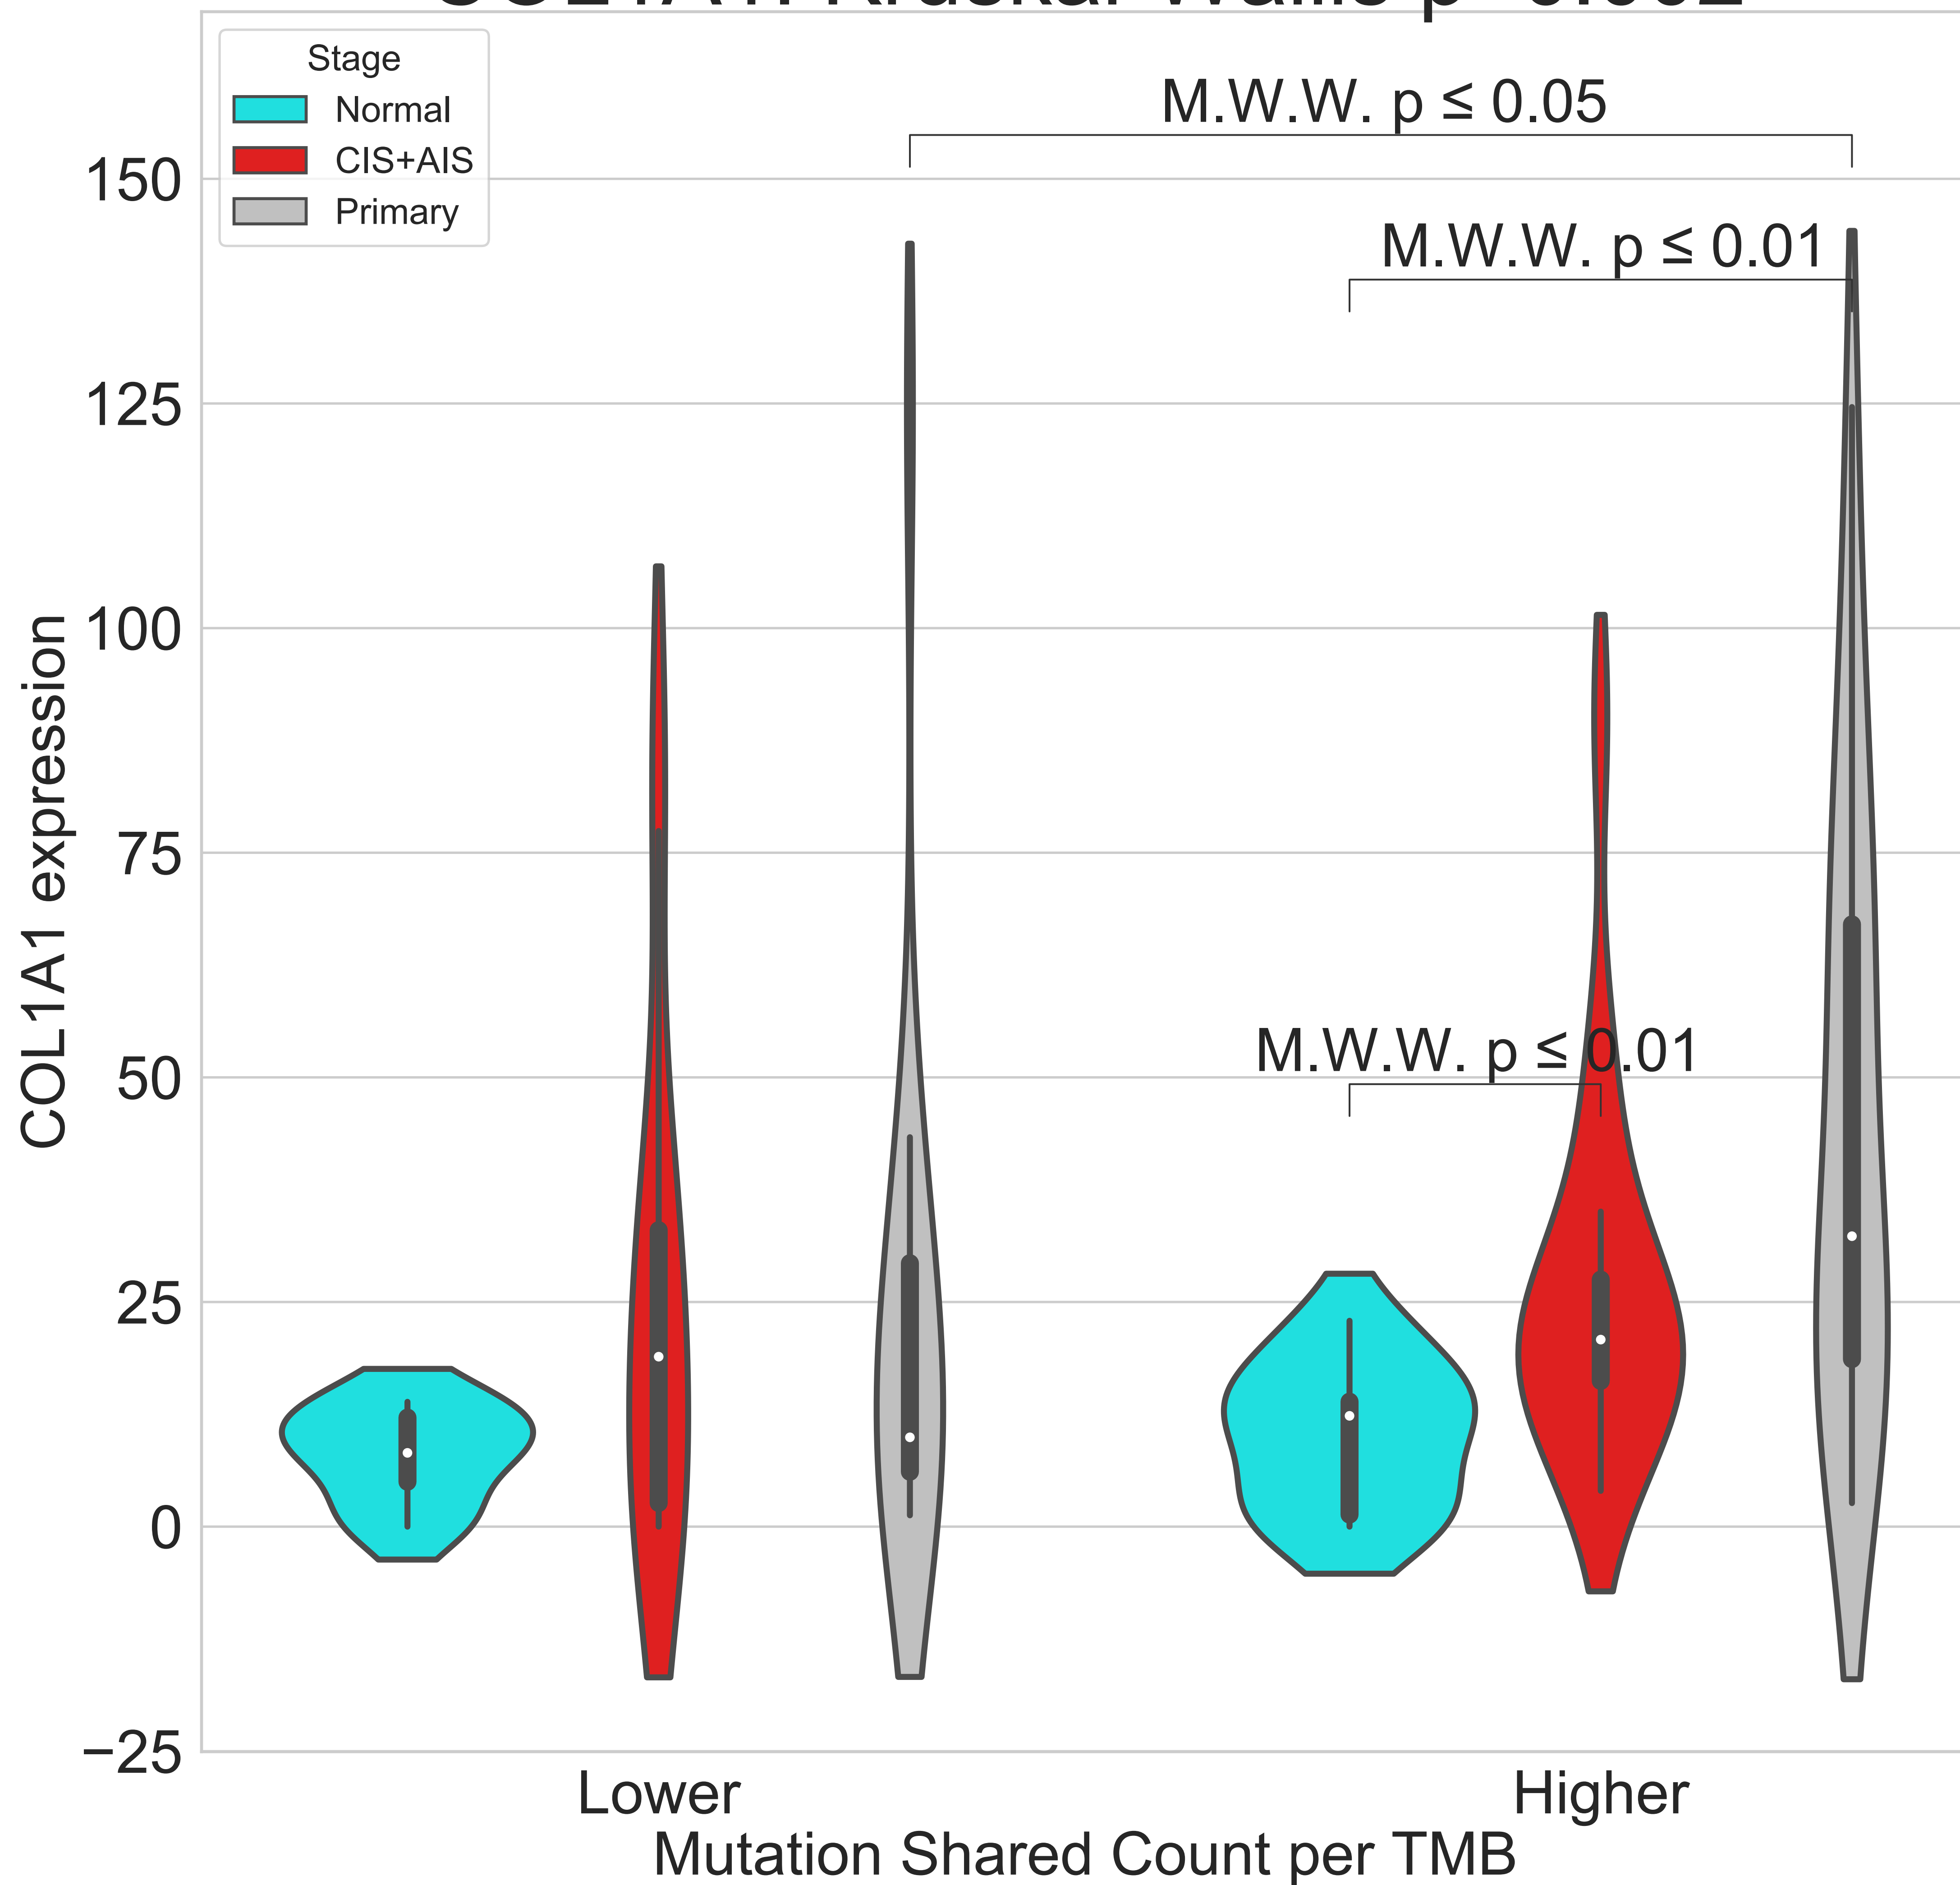 Stage
Normal
CIS+AIS
Primary
M.W.W. p ≤ 0.05
M.W.W. p ≤ 0.01
M.W.W. p ≤ 0.01
150
125
100
75
50
25
0
−25
COL1A1 expression
Lower
Higher
Mutation Shared Count per TMB